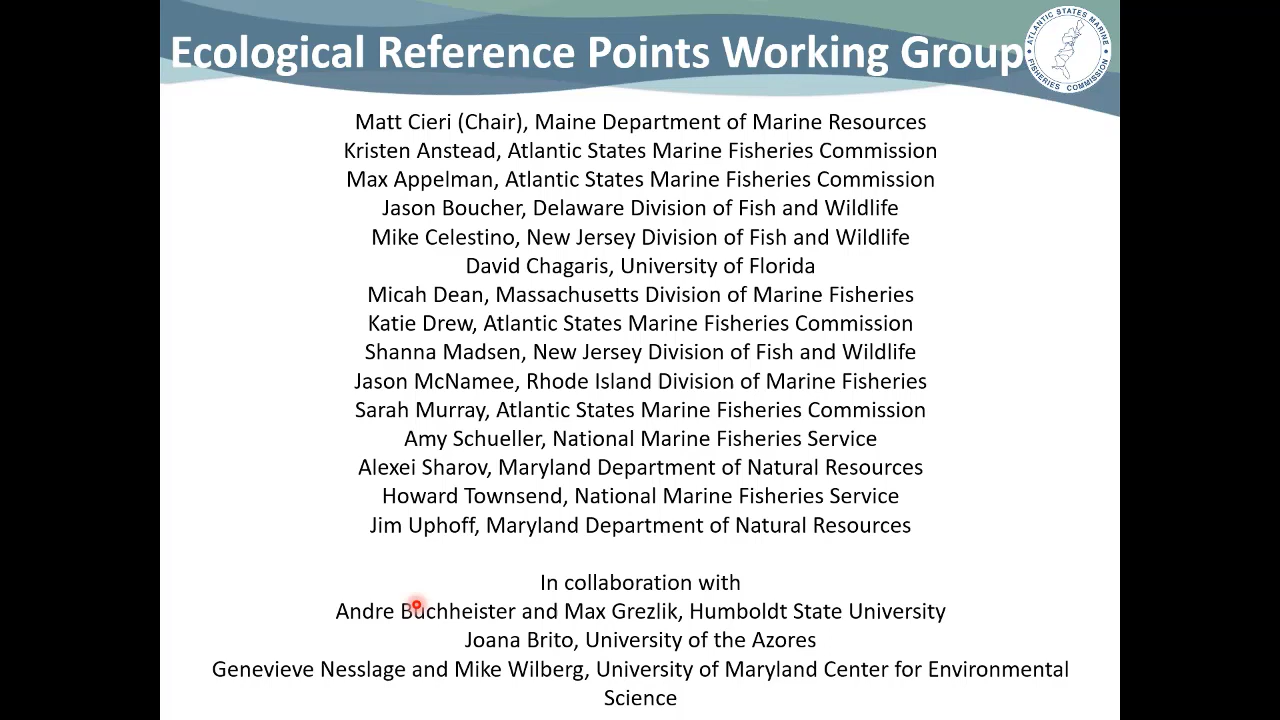 Ecological Reference Points Working Group
ATLANTIC STATES MARINE FISHERIES COMMISSION
Matt Cieri (Chair), Maine Department of Marine Resources
Kristen Anstead, Atlantic States Marine Fisheries Commission
Max Appelman, Atlantic States Marine Fisheries Commission
Jason Boucher, Delaware Division of Fish and Wildlife
Mike Celestino, New Jersey Division of Fish and Wildlife
David Chagaris, University of Florida
Micah Dean, Massachusetts Division of Marine Fisheries
Katie Drew, Atlantic States Marine Fisheries Commission
Shanna Madsen, New Jersey Division of Fish and Wildlife
Jason McNamee, Rhode Island Division of Marine Fisheries
Sarah Murray, Atlantic States Marine Fisheries Commission
Amy Schueller, National Marine Fisheries Service
Alexei Sharov, Maryland Department of Natural Resources
Howard Townsend, National Marine Fisheries Service
Jim Uphoff, Maryland Department of Natural Resources
In collaboration with
Andre Buchheister and Max Grezlik, Humboldt State University
Joana Brito, University of the Azores
Genevieve Nesslage and Mike Wilberg, University of Maryland Center for Environmental
Science